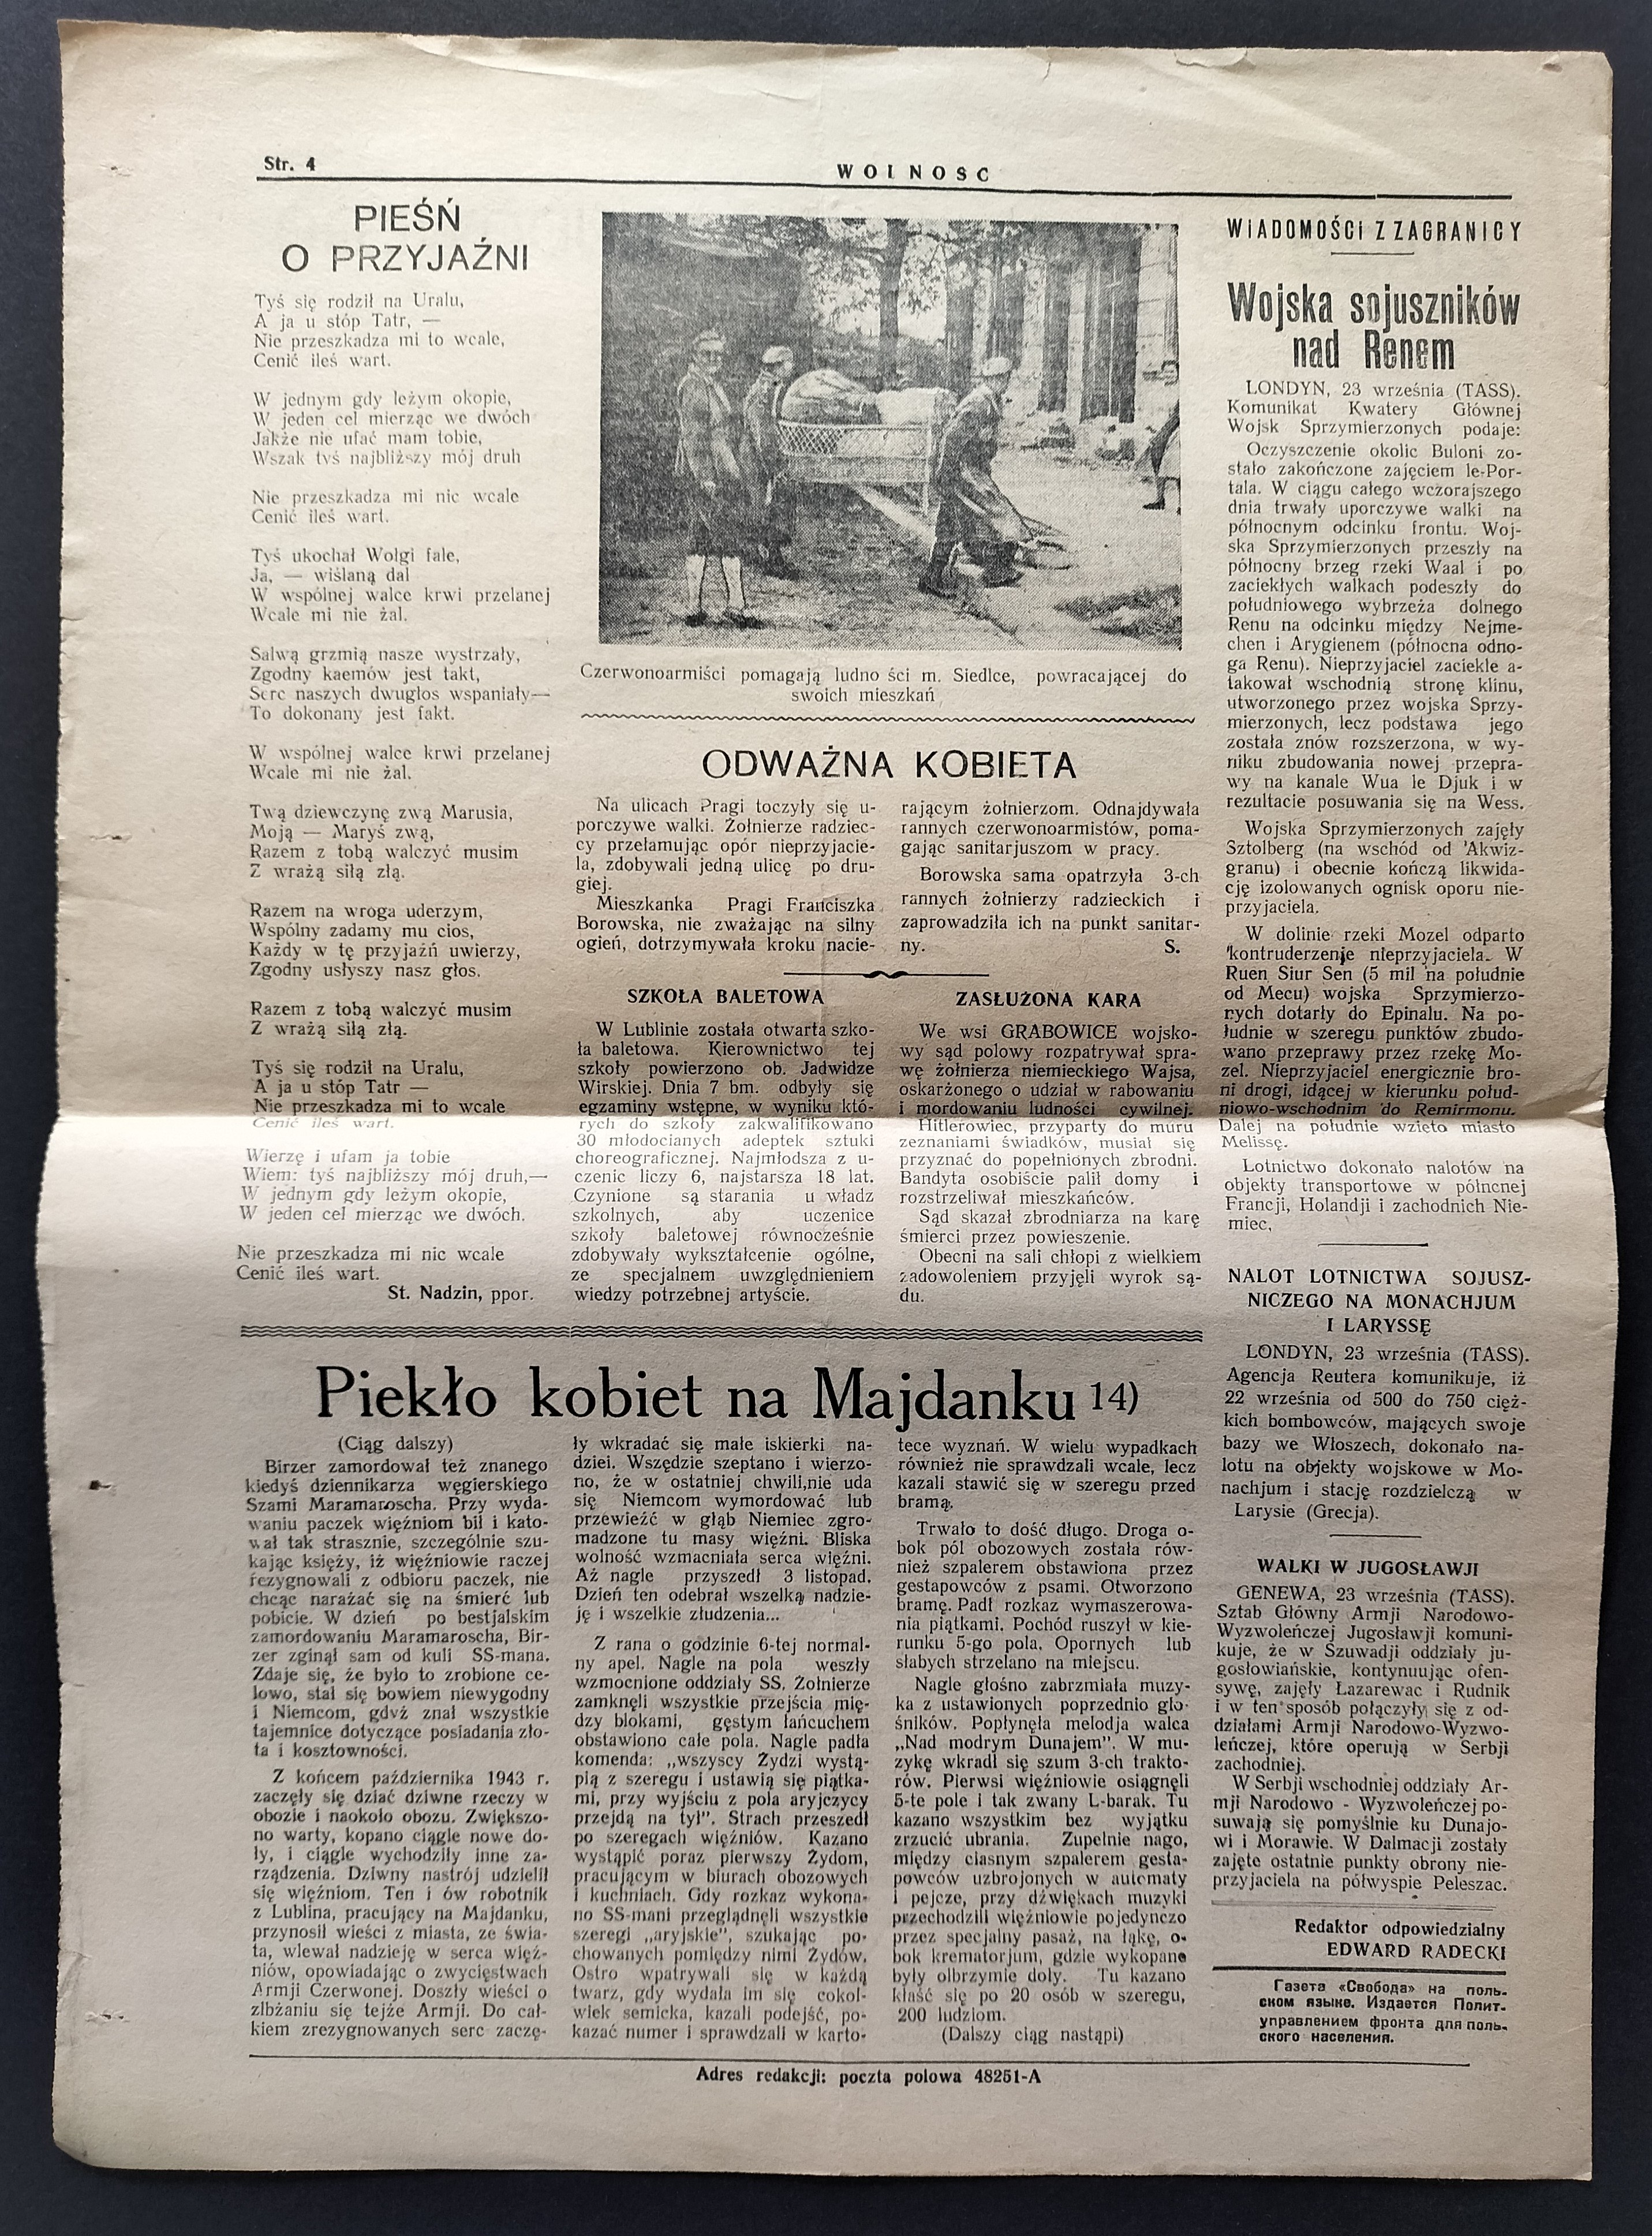 Str. 4
WOLNOSC
PIEŚŃ
O PRZYJAŹNI
Tyś się rodził na Uralu,
A ja u stóp Tatr, —
Nie przeszkadza mi to wcale,
Cenić ileś wart.
W jednym gdy leżym okopie,
W jeden cel mierząc we dwóch
Jakże nie ufać mam tobie,
Wszak tyś najbliższy mój druh
Nie przeszkadza mi nic wcale
Cenić ileś wart.
Tyś ukochał Wołgi fale,
Ja, — wiślaną dal
W wspólnej walce krwi przelanej
Wcale mi nie żal.
Salwą grzmią nasze wystrzały,
Zgodny kaemów jest takt,
Serc naszych dwugłos wspaniały—
To dokonany jest fakt.
W wspólnej walce krwi przelanej
Wcale mi nie żal.
Twą dziewczynę zwą Marusia,
Moją — Maryś zwą,
Razem z tobą walczyć musim
Z wrażą siłą złą.
Razem na wroga uderzym,
Wspólny zadamy mu cios,
Każdy w tę przyjaźń uwierzy,
Zgodny usłyszy nasz głos.
Razem z tobą walczyć musim
Z wrażą siłą złą.
Tyś się rodził na Uralu,
A ja u stóp Tatr —
Nie przeszkadza mi to wcale
Cenić ileś wart.
Wierzę i ufam ja tobie
Wiem: tyś najbliższy mój druh,—
W jednym gdy leżym okopie,
W jeden cel mierząc we dwóch.
Nie przeszkadza mi nic wcale
Cenić ileś wart.
St. Nadzin, ppor.
Czerwonoarmiści pomagają ludno ści m. Siedlce, powracającej do
swoich mieszkań
ODWAŻNA KOBIETA
Na ulicach Pragi toczyły się u-
porczywe walki. Żołnierze radziec-
cy przełamując opór nieprzyjacie-
la, zdobywali jedną ulicę po dru-
giej.
Mieszkanka Pragi Franciszka
Borowska, nie zważając na silny
ogień, dotrzymywała kroku nacie-
rającym żołnierzom. Odnajdywała
rannych czerwonoarmistów, poma-
gając sanitarjuszom w pracy.
Borowska sama opatrzyła 3-ch
rannych żołnierzy radzieckich i
zaprowadziła ich na punkt sanitar-
ny. S.
SZKOŁA BALETOWA
W Lublinie została otwarta szko-
ła baletowa. Kierownictwo tej
szkoły powierzono ob. Jadwidze
Wirskiej. Dnia 7 bm. odbyły się
egzaminy wstępne, w wyniku któ-
rych do szkoły zakwalifikowano
30 młodocianych adeptek sztuki
choreograficznej. Najmłodsza z u-
czenic liczy 6, najstarsza 18 lat.
Czynione są starania u władz
szkolnych, aby uczenice
szkoły baletowej równocześnie
zdobywały wykształcenie ogólne,
ze specjalnem uwzględnieniem
wiedzy potrzebnej artyście.
ZASŁUŻONA KARA
We wsi GRABOWICE wojsko-
wy sąd polowy rozpatrywał spra-
wę żołnierza niemieckiego Wajsa,
oskarżonego o udział w rabowaniu
i mordowaniu ludności cywilnej.
Hitlerowiec, przyparty do muru
zeznaniami świadków, musiał się
przyznać do popełnionych zbrodni.
Bandyta osobiście palił domy i
rozstrzeliwał mieszkańców.
Sąd skazał zbrodniarza na karę
śmierci przez powieszenie.
Obecni na sali chłopi z wielkiem
zadowoleniem przyjęli wyrok są-
du.
Piekło kobiet na Majdanku 14)
(Ciąg dalszy)
Birzer zamordował też znanego
kiedyś dziennikarza węgierskiego
Szami Maramaroscha. Przy wyda-
waniu paczek więźniom bił i kato-
wał tak strasznie, szczególnie szu-
kając księży, iż więźniowie raczej
rezygnowali z odbioru paczek, nie
chcąc narażać się na śmierć lub
pobicie. W dzień po bestjalskim
zamordowaniu Maramaroscha, Bir-
zer zginął sam od kuli SS-mana.
Zdaje się, że było to zrobione ce-
lowo, stał się bowiem niewygodny
i Niemcom, gdyż znał wszystkie
tajemnice dotyczące posiadania zło-
ta i kosztowności.
Z końcem października 1943 r.
zaczęły się dziać dziwne rzeczy w
obozie i naokoło obozu. Zwiększo-
no warty, kopano ciągle nowe do-
ły, i ciągle wychodziły inne za-
rządzenia. Dziwny nastrój udzielił
się więźniom. Ten i ów robotnik
z Lublina, pracujący na Majdanku,
przynosił wieści z miasta, ze świa-
ta, wlewał nadzieję w serca więź-
niów, opowiadając o zwycięstwach
Armji Czerwonej. Doszły wieści o
zlbżaniu się tejże Armji. Do cał-
kiem zrezygnowanych serc zaczę-
ły wkradać się małe iskierki na-
dziei. Wszędzie szeptano i wierzo-
no, że w ostatniej chwili,nie uda
się Niemcom wymordować lub
przewieźć w głąb Niemiec zgro-
madzone tu masy więźni. Bliska
wolność wzmacniała serca więźni.
Aż nagle przyszedł 3 listopad.
Dzień ten odebrał wszelką nadzie-
ję i wszelkie złudzenia...
Z rana o godzinie 6-tej normal-
ny apel. Nagle na pola weszły
wzmocnione oddziały SS. Żołnierze
zamknęli wszystkie przejścia mię-
dzy blokami, gęstym łańcuchem
obstawiono całe pola. Nagle padła
komenda: „wszyscy Żydzi wystą-
pią z szeregu i ustawią się piątka-
mi, przy wyjściu z pola aryjczycy
przejdą na tył". Strach przeszedł
po szeregach więźniów. Kazano
wystąpić poraz pierwszy Żydom,
pracującym w biurach obozowych
i kuchniach. Gdy rozkaz wykona-
no SS-mani przeglądnęli wszystkie
szeregi „aryjskie", szukając po-
chowanych pomiędzy nimi Żydów.
Ostro wpatrywali się w każdą
twarz, gdy wydała im się cokol-
wiek semicka, kazali podejść, po-
kazać numer i sprawdzali w karto-
tece wyznań. W wielu wypadkach
również nie sprawdzali wcale, lecz
kazali stawić się w szeregu przed
bramą.
Trwało to dość długo. Droga o-
bok pól obozowych została rów-
nież szpalerem obstawiona przez
gestapowców z psami. Otworzono
bramę. Padł rozkaz wymaszerowa-
nia piątkami. Pochód ruszył w kie-
runku 5-go pola. Opornych lub
słabych strzelano na miejscu.
Nagle głośno zabrzmiała muzy-
ka z ustawionych poprzednio gło-
śników. Popłynęła melodja walca
„Nad modrym Dunajem". W mu-
zykę wkradł się szum 3-ch trakto-
rów. Pierwsi więźniowie osiągnęli
5-te pole i tak zwany L-barak. Tu
kazano wszystkim bez wyjątku
zrzucić ubrania. Zupełnie nago,
między ciasnym szpalerem gesta-
powców uzbrojonych w automaty
i pejcze, przy dźwiękach muzyki
przechodzili więźniowie pojedynczo
przez specjalny pasaż, na łąkę, o-
bok krematorjum, gdzie wykopane
były olbrzymie doły. Tu kazano
kłaść się po 20 osób w szeregu,
200 ludziom.
(Dalszy ciąg nastąpi)
WIADOMOŚCI Z ZAGRANICY
Wojska sojuszników
nad Renem
LONDYN, 23 września (TASS).
Komunikat Kwatery Głównej
Wojsk Sprzymierzonych podaje:
Oczyszczenie okolic Buloni zo-
stało zakończone zajęciem le-Por-
tala. W ciągu całego wczorajszego
dnia trwały uporczywe walki na
północnym odcinku frontu. Woj-
ska Sprzymierzonych przeszły na
północny brzeg rzeki Waal i po
zaciekłych walkach podeszły do
południowego wybrzeża dolnego
Renu na odcinku między Nejme-
chen i Arygienem (północna odno-
ga Renu). Nieprzyjaciel zaciekle a-
takował wschodnią stronę klinu,
utworzonego przez wojska Sprzy-
mierzonych, lecz podstawa jego
została znów rozszerzona, w wy-
niku zbudowania nowej przepra-
wy na kanale Wua le Djuk i w
rezultacie posuwania się na Wess.
Wojska Sprzymierzonych zajęły
Sztolberg (na wschód od Akwiz-
granu) i obecnie kończą likwida-
cję izolowanych ognisk oporu nie-
przyjaciela.
W dolinie rzeki Mozel odparto
kontruderzenie nieprzyjaciela. W
Ruen Siur Sen (5 mil na południe
od Mecu) wojska Sprzymierzo-
rych dotarły do Epinalu. Na po-
łudnie w szeregu punktów zbudo-
wano przeprawy przez rzekę Mo-
zel. Nieprzyjaciel energicznie bro-
ni drogi, idącej w kierunku połud-
niowo-wschodnim do Remirmonu.
Dalej na południe wzięto miasto
Melissę.
Lotnictwo dokonało nalotów na
objekty transportowe w półncnej
Francji, Holandji i zachodnich Nie-
miec,
NALOT LOTNICTWA SOJUSZ-
NICZEGO NA MONACHJUM
I LARYSSĘ
LONDYN, 23 września (TASS).
Agencja Reutera komunikuje, iż
22 września od 500 do 750 cięż-
kich bombowców, mających swoje
bazy we Włoszech, dokonało na-
lotu na objekty wojskowe w Mo-
nachjum i stację rozdzielczą w
Larysie (Grecja).
WALKI W JUGOSŁAWJI
GENEWA, 23 września (TASS).
Sztab Główny Armji Narodowo-
Wyzwoleńczej Jugosławji komuni-
kuje, że w Szuwadji oddziały ju-
gosłowiańskie, kontynuując ofen-
sywę, zajęły Łazarewac i Rudnik
i w ten sposób połączyły się z od-
działami Armji Narodowo-Wyzwo-
leńczej, które operują w Serbji
zachodniej.
W Serbji wschodniej oddziały Ar-
mji Narodowo - Wyzwoleńczej po-
suwają się pomyślnie ku Dunajo-
wi i Morawie. W Dalmacji zostały
zajęte ostatnie punkty obrony nie-
przyjaciela na półwyspie Peleszac.
Redaktor odpowiedzialny
EDWARD RADECKI
Газета «Свобода» на поль-
ском языке. Издается Полит-
управлением фронта для поль-
ского населения.
Adres redakcji: poczta polowa 48251-A